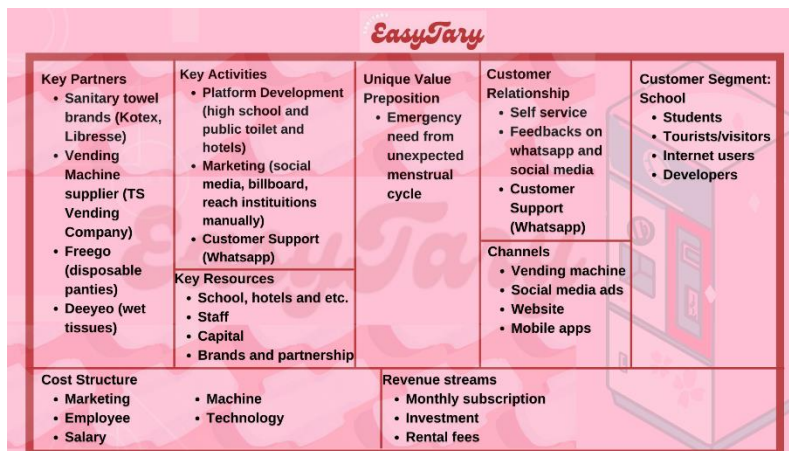 EasyTary
Key Partners
• Sanitary towel
brands (Kotex,
Libresse)
• Vending
Machine
supplier (TS
Vending
Company)
• Freego
(disposable
panties)
• Deeyeo (wet
tissues)
Key Activities
• Platform Development
(high school and
public toilet and
hotels)
• Marketing (social
media, billboard,
reach instituitions
manually)
• Customer Support
(Whatsapp)
Key Resources
• School, hotels and etc.
• Staff
• Capital
• Brands and partnership
Unique Value
Preposition
• Emergency
need from
unexpected
menstrual
cycle
Customer
Relationship
• Self service
• Feedbacks on
whatsapp and
social media
• Customer
Support
(Whatsapp)
Channels
• Vending machine
• Social media ads
• Website
• Mobile apps
Customer Segment:
School
• Students
• Tourists/visitors
• Internet users
• Developers
Cost Structure
• Marketing
• Employee
• Salary
• Machine
• Technology
Revenue streams
• Monthly subscription
• Investment
• Rental fees
EasyTary